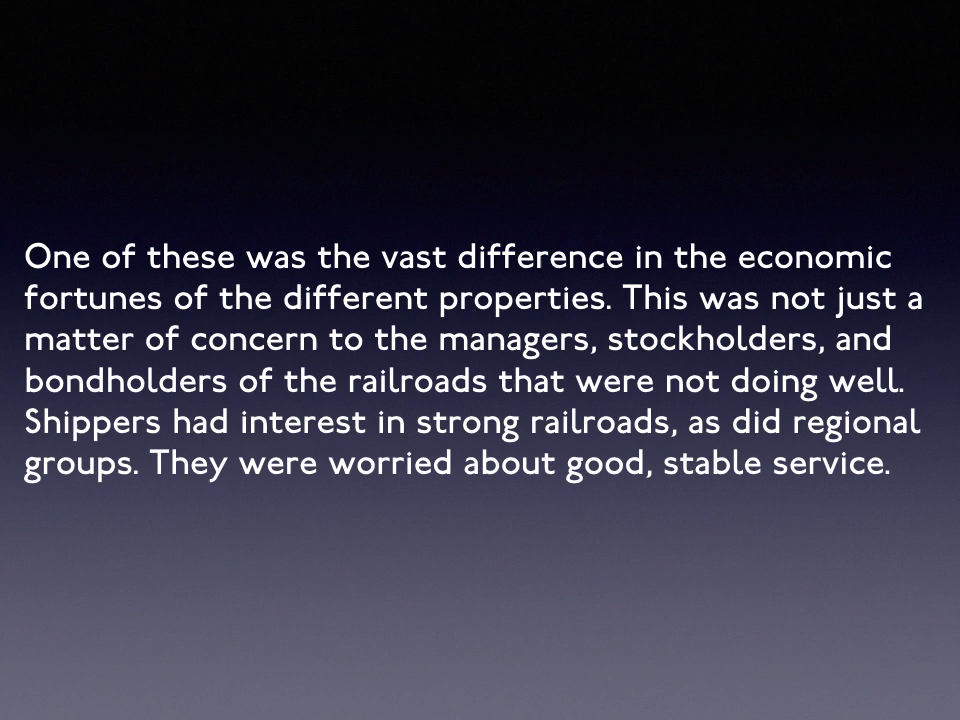 One of these was the vast difference in the economic
fortunes of the different properties. This was not just a
matter of concern to the managers, stockholders, and
bondholders of the railroads that were not doing well.
Shippers had interest in strong railroads, as did regional
groups. They were worried about good, stable service.